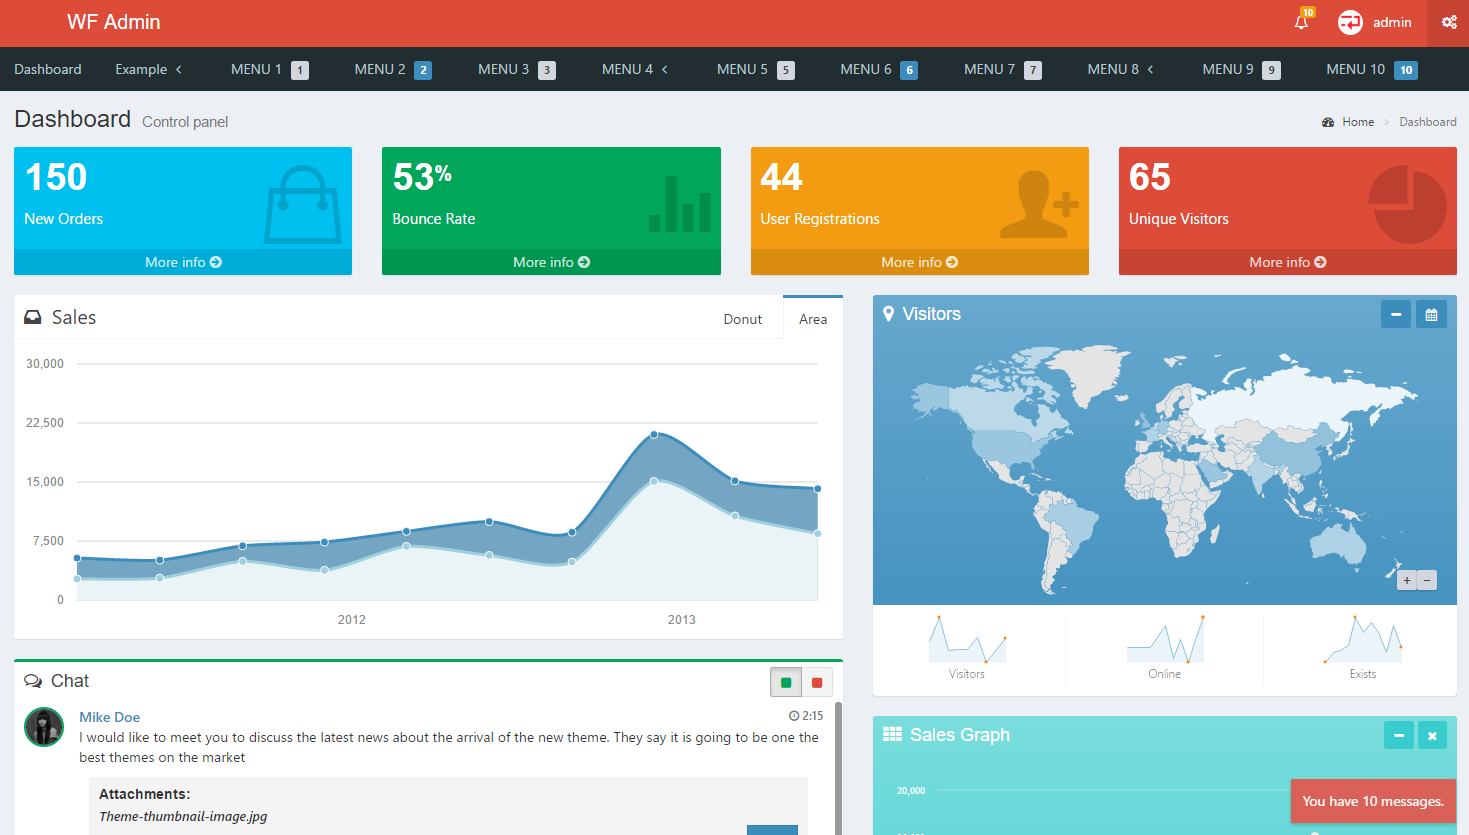 WF Admin
10
admin
Dashboard Example MENU 1 1 MENU 2 2 MENU 3 3 MENU 4 MENU 5 5 MENU 6 6 MENU 7 7 MENU 8 MENU 9 9 MENU 10 10
Dashboard Control panel
Home > Dashboard
150
New Orders
More info
53%
Bounce Rate
More info
44
User Registrations
More info
65
Unique Visitors
More info
Sales
Donut Area
30,000
22,500
15,000
7,500
0
2012 2013
Visitors
+ −
Visitors Online Exists
Chat
Mike Doe 2:15
I would like to meet you to discuss the latest news about the arrival of the new theme. They say it is going to be one the
best themes on the market
Attachments:
Theme-thumbnail-image.jpg
Sales Graph
20,000
You have 10 messages.